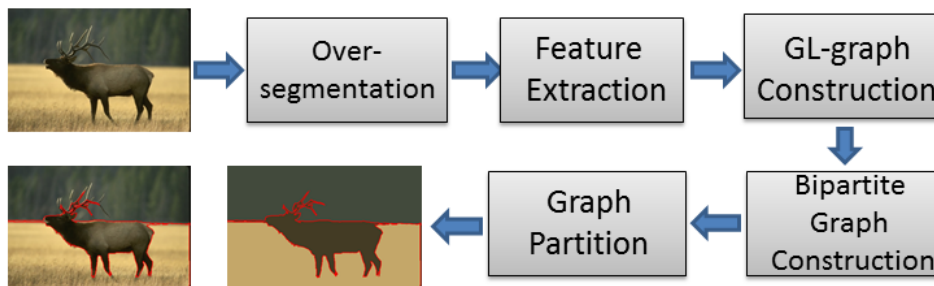 Over-
segmentation
Feature
Extraction
GL-graph
Construction
Bipartite
Graph
Construction
Graph
Partition